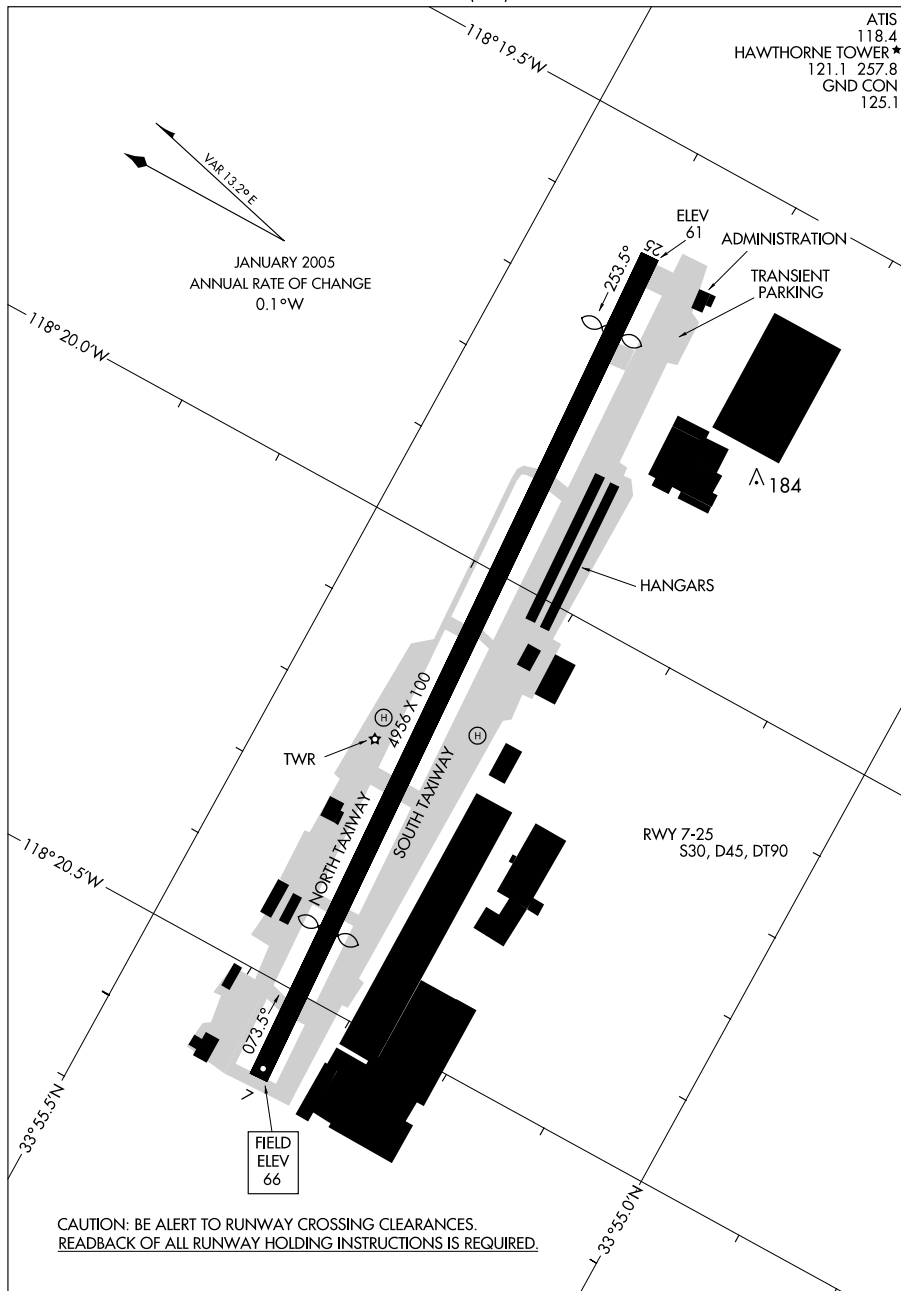 ATIS
118.4
HAWTHORNE TOWER★
121.1 257.8
GND CON
125.1
118°19.5'W
VAR 13.2°E
JANUARY 2005
ANNUAL RATE OF CHANGE
0.1°W
ELEV
61
ADMINISTRATION
TRANSIENT
PARKING
25
253.5°
118°20.0'W
184
HANGARS
H
4956 X 100
H
TWR
SOUTH TAXIWAY
NORTH TAXIWAY
RWY 7-25
S30, D45, DT90
118°20.5'W
073.5°
7
33°55.5'N
FIELD
ELEV
66
33°55.0'N
CAUTION: BE ALERT TO RUNWAY CROSSING CLEARANCES.
READBACK OF ALL RUNWAY HOLDING INSTRUCTIONS IS REQUIRED.